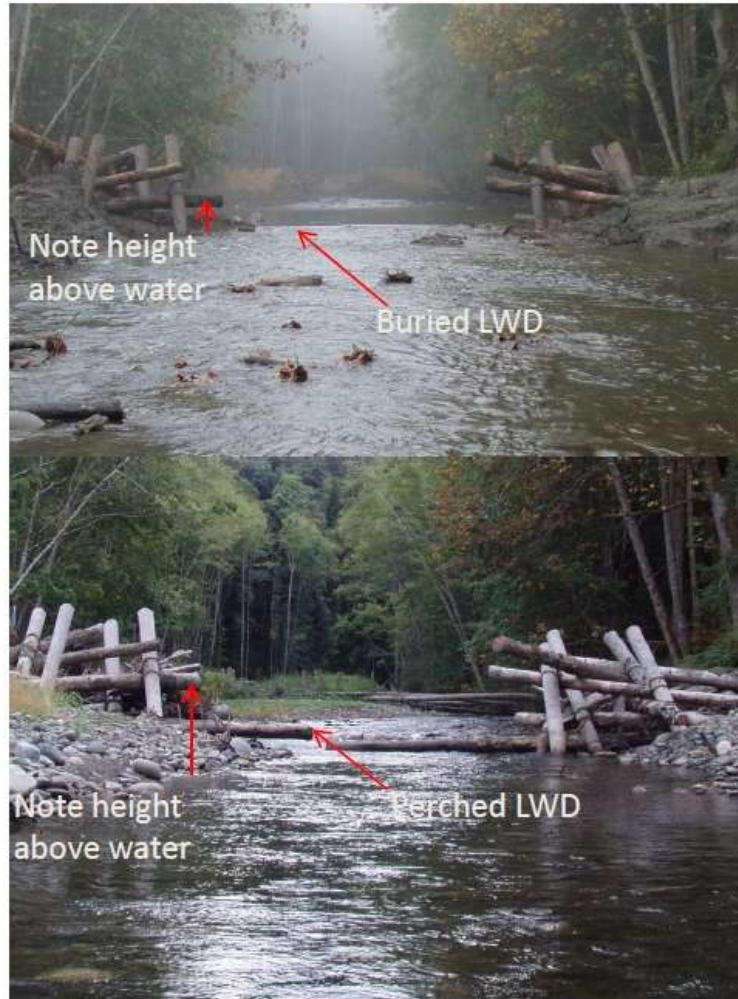 Note height
above water
Buried LWD
Note height
above water
Perched LWD